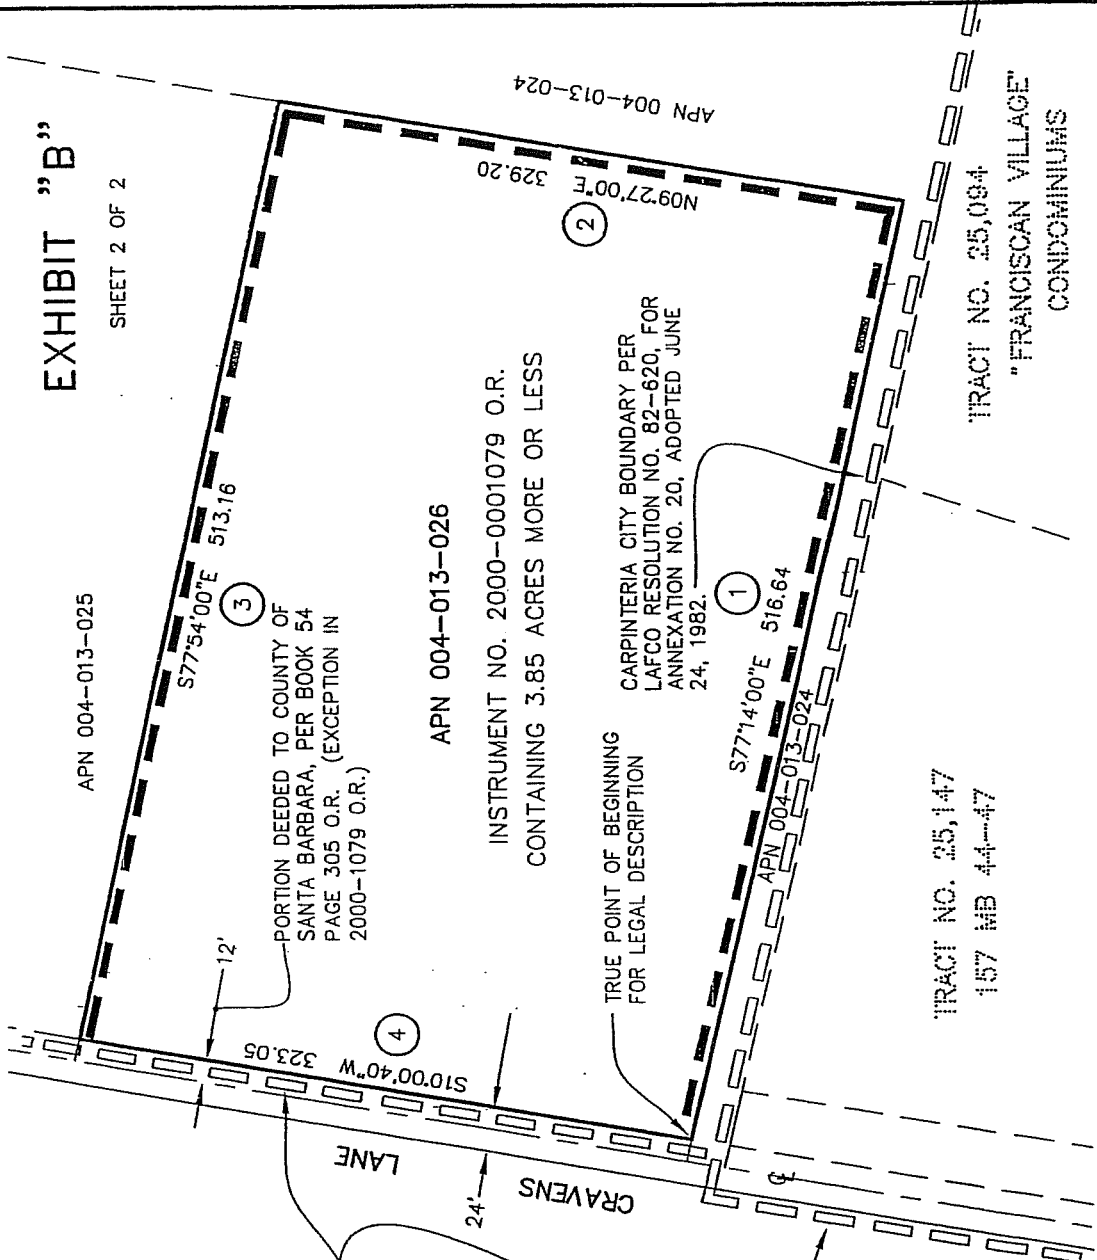 EXHIBIT "B"
SHEET 2 OF 2
APN 004-013-025
S77°54'00"E 513.16
3
APN 004-013-024
N09°27'00"E 329.20
2
PORTION DEEDED TO COUNTY OF
SANTA BARBARA, PER BOOK 54
PAGE 305 O.R. (EXCEPTION IN
2000-1079 O.R.)
12'
APN 004-013-026
INSTRUMENT NO. 2000-0001079 O.R.
CONTAINING 3.85 ACRES MORE OR LESS
4
S10°00'40"W 323.05
CARPINTERIA CITY BOUNDARY PER
LAFCO RESOLUTION NO. 82-620, FOR
ANNEXATION NO. 20, ADOPTED JUNE
24, 1982.
TRUE POINT OF BEGINNING
FOR LEGAL DESCRIPTION
1
S77°14'00"E 516.64
APN 004-013-024
CRAVENS LANE
24'
CL
TRACT NO. 25,147
157 MB 44-47
TRACT NO. 25,094
"FRANCISCAN VILLAGE"
CONDOMINIUMS